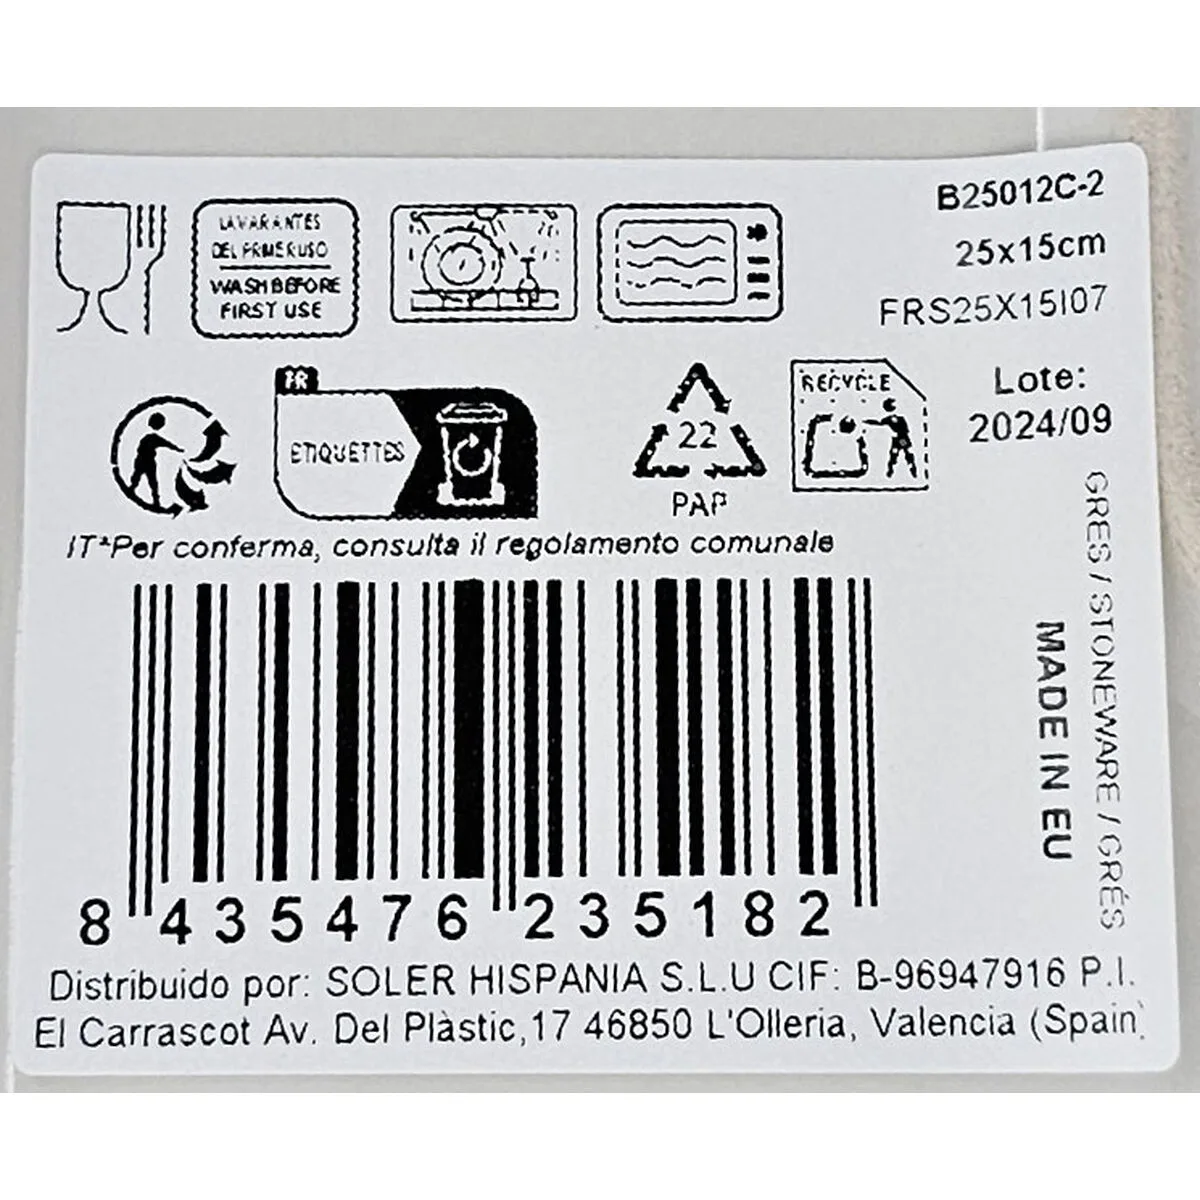 B25012C-2
25x15cm
FRS25X15I07
LAVAR ANTES
DEL PRIMER USO
WASH BEFORE
FIRST USE
FR
ETIQUETTES
22
PAP
RECYCLE
Lote:
2024/09
IT*Per conferma, consulta il regolamento comunale
GRES / STONEWARE / GRÉS
MADE IN EU
8 435476 235182
Distribuido por: SOLER HISPANIA S.L.U CIF: B-96947916 P.I.
El Carrascot Av. Del Plàstic,17 46850 L'Olleria, Valencia (Spain)